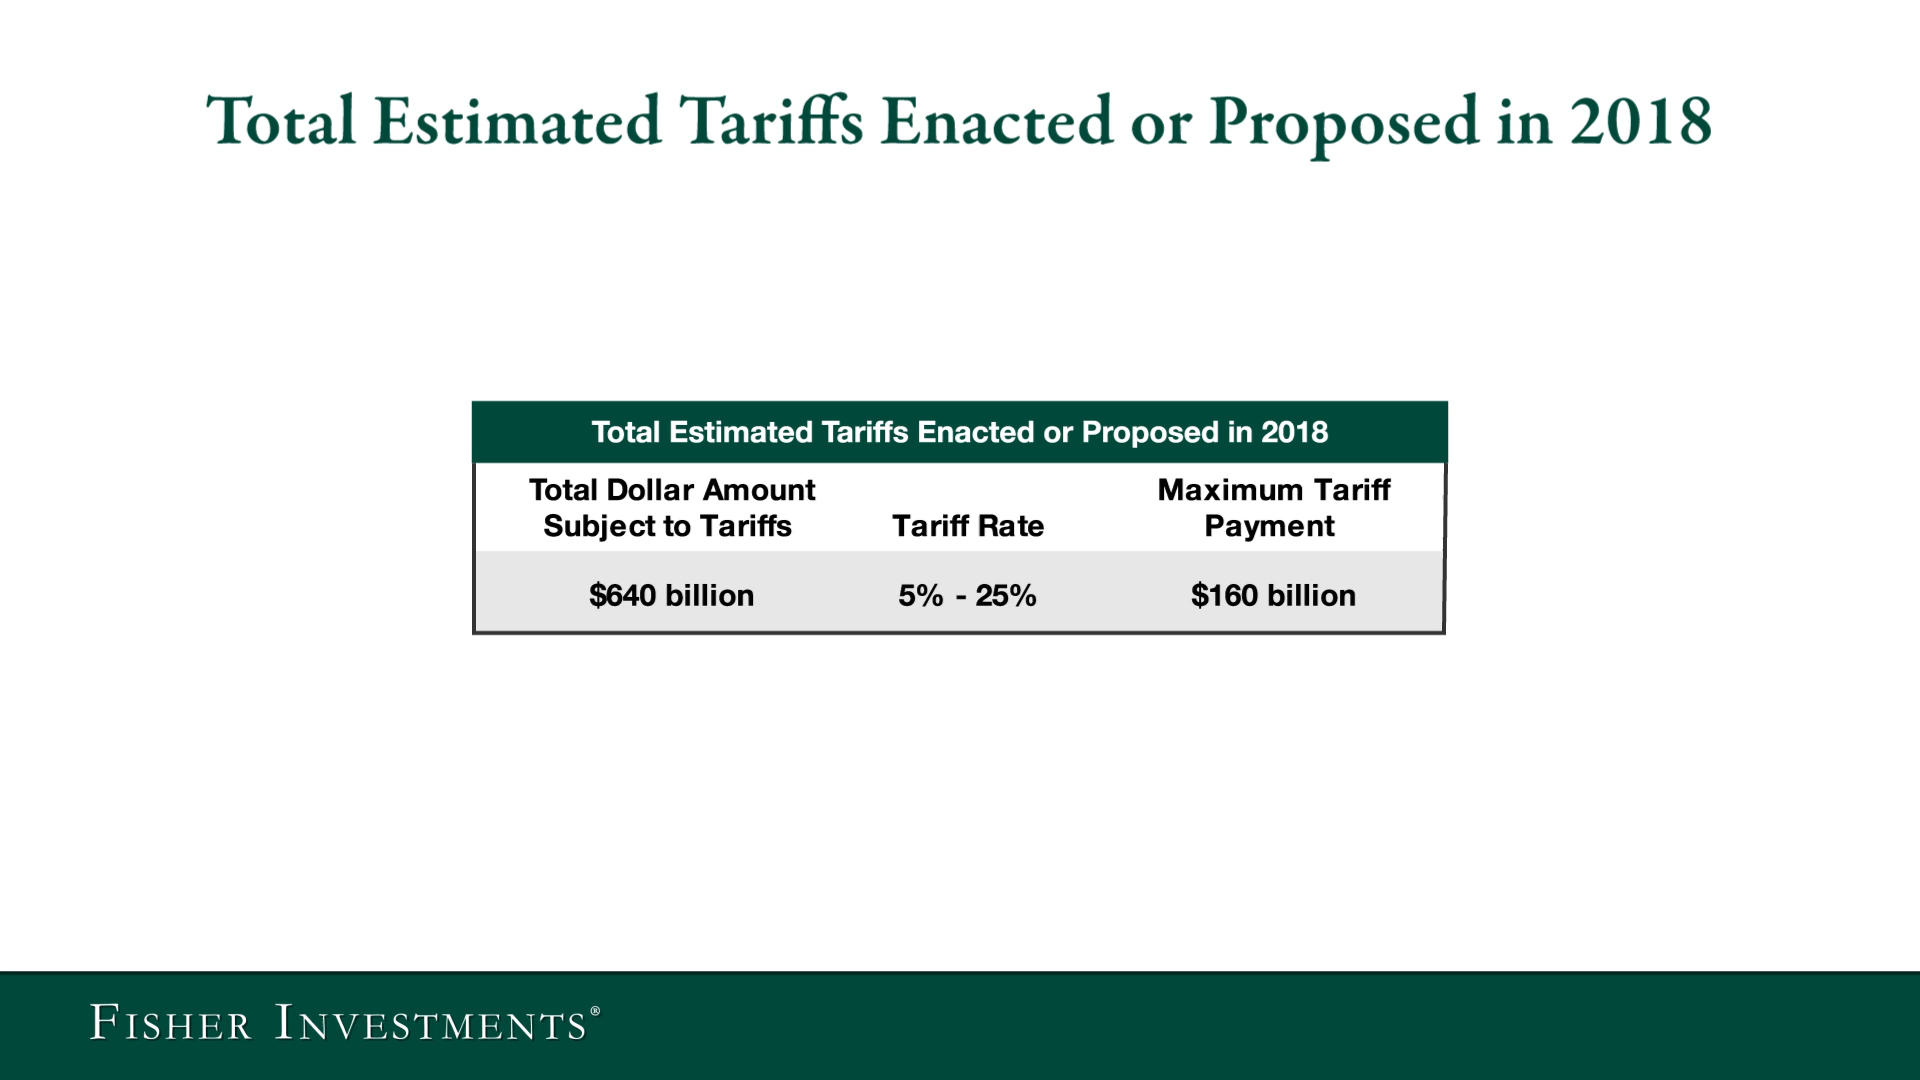 Total Estimated Tariffs Enacted or Proposed in 2018
Total Estimated Tariffs Enacted or Proposed in 2018
Total Dollar Amount
Subject to Tariffs
Tariff Rate
Maximum Tariff
Payment
$640 billion
5% - 25%
$160 billion
FISHER INVESTMENTS®